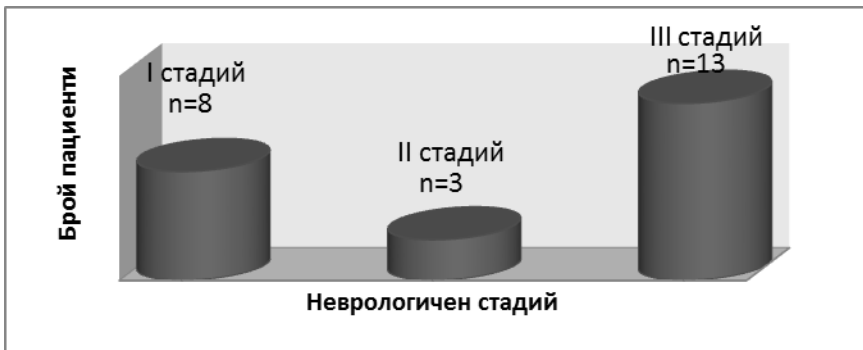 Брой пациенти
I стадий
n=8
II стадий
n=3
III стадий
n=13
Неврологичен стадий